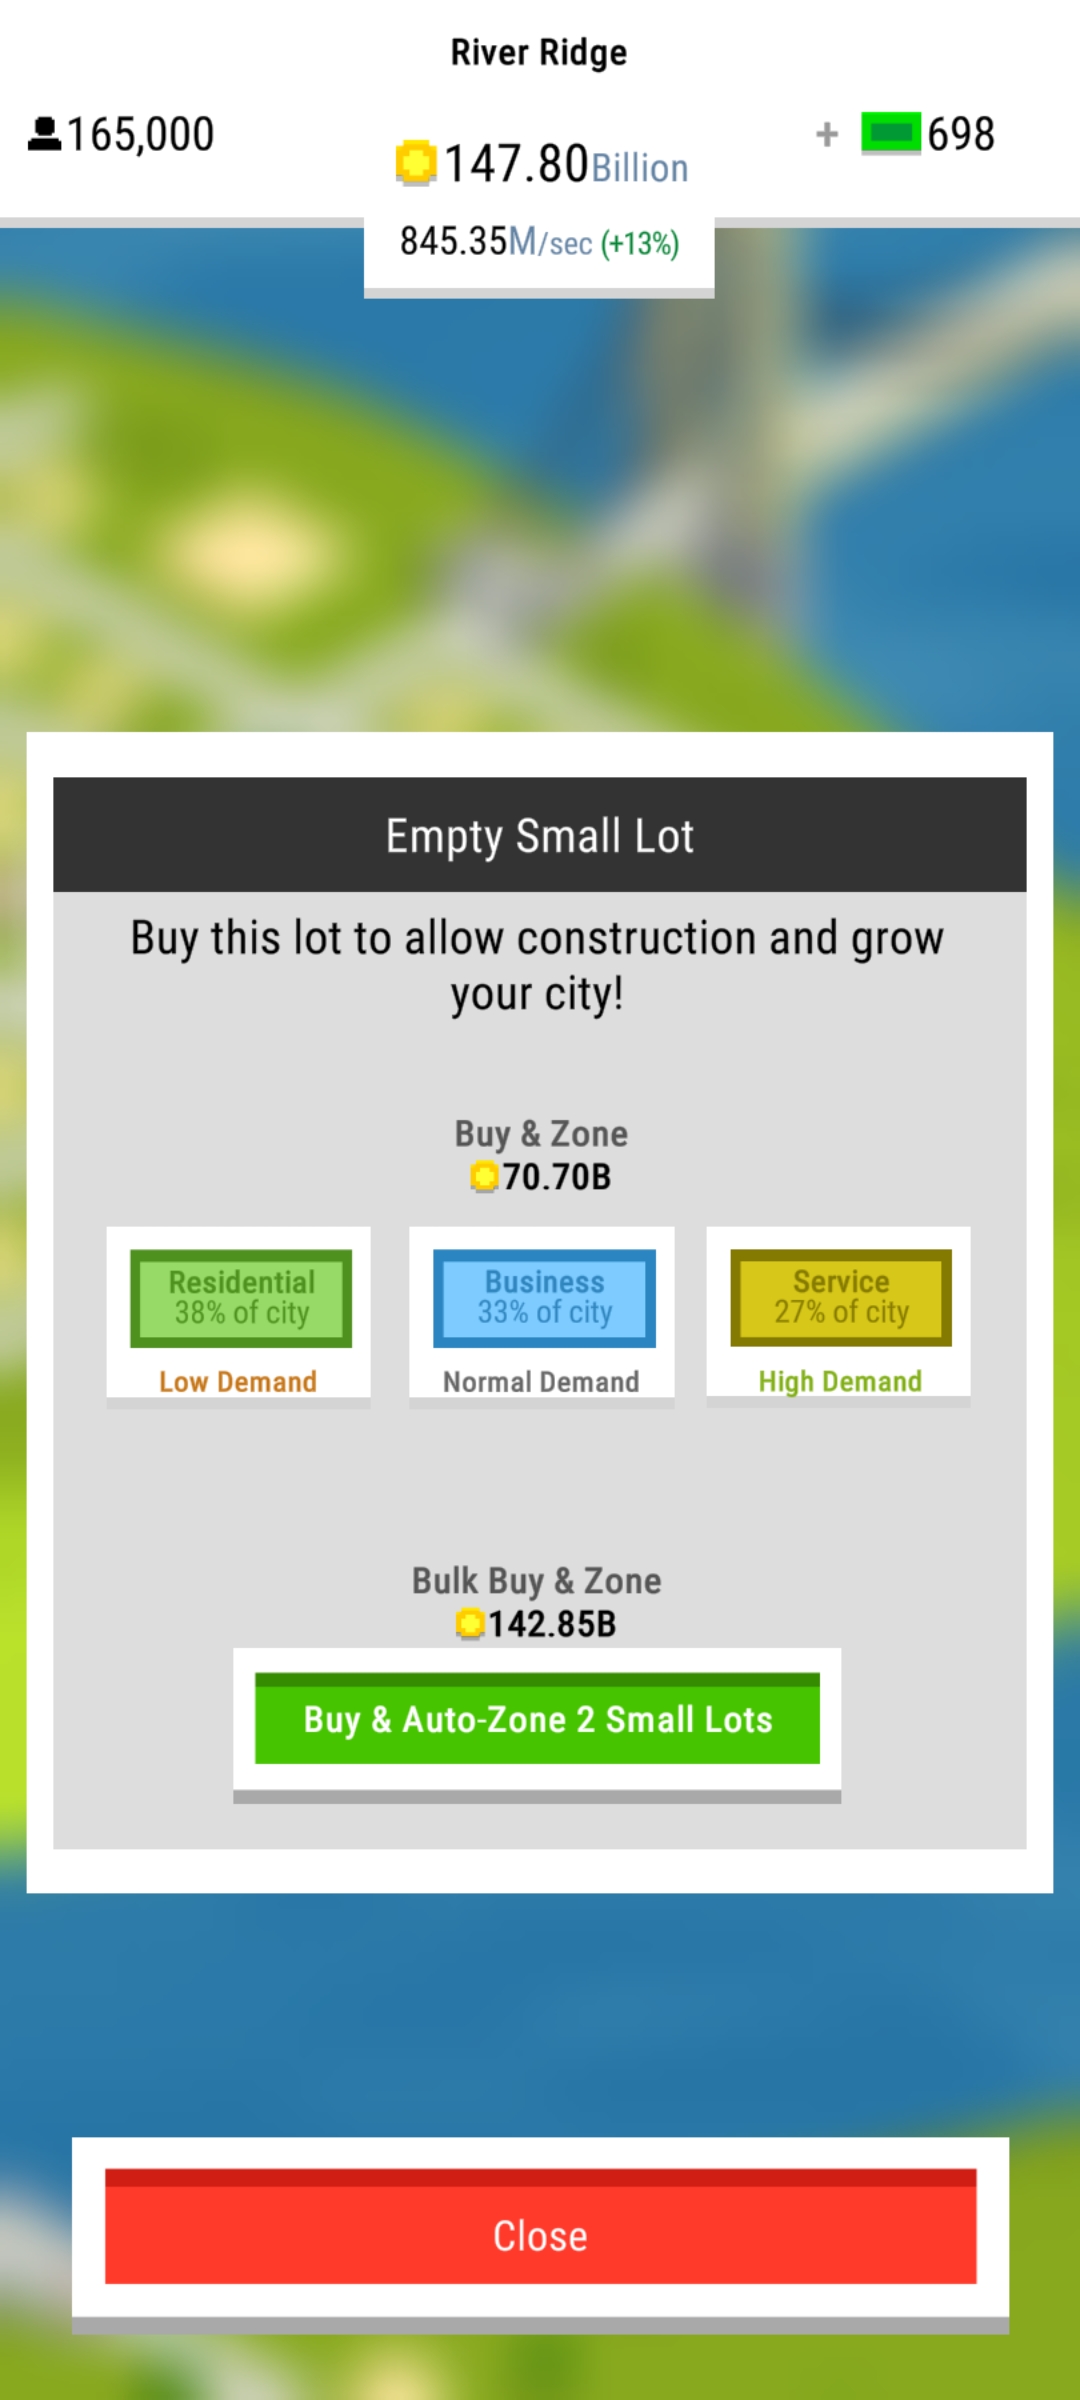 River Ridge
165,000
147.80Billion
+ 698
845.35M/sec (+13%)
Empty Small Lot
Buy this lot to allow construction and grow
your city!
Buy & Zone
70.70B
Residential
38% of city
Low Demand
Business
33% of city
Normal Demand
Service
27% of city
High Demand
Bulk Buy & Zone
142.85B
Buy & Auto-Zone 2 Small Lots
Close